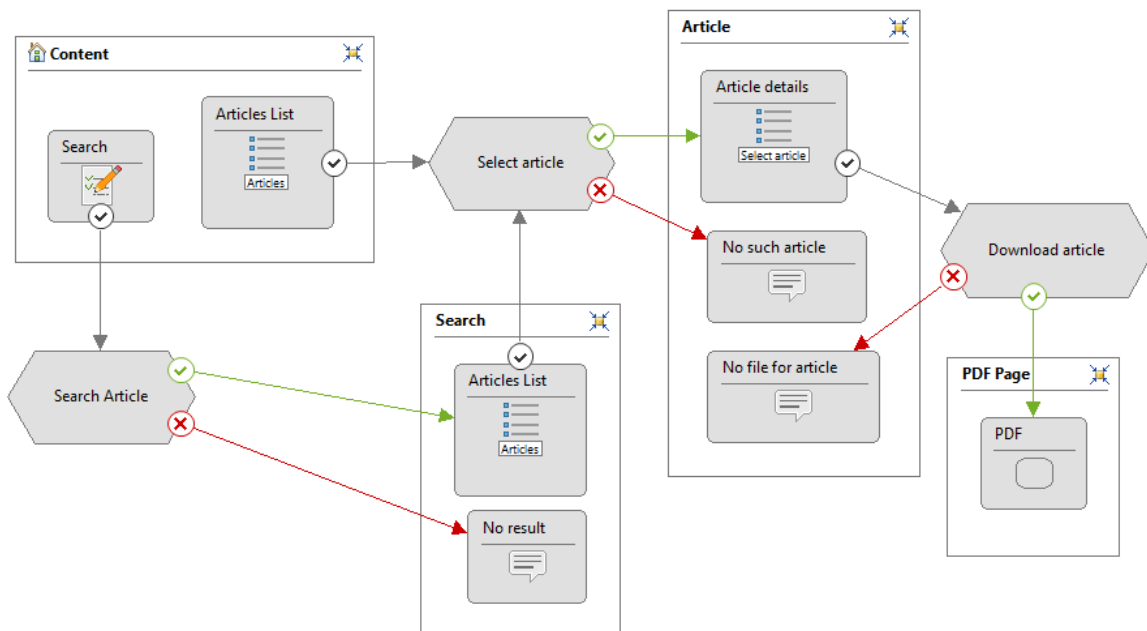 Content
Search
Articles List
Articles
Select article
Article
Article details
Select article
No such article
No file for article
Download article
Search Article
Search
Articles List
Articles
No result
PDF Page
PDF